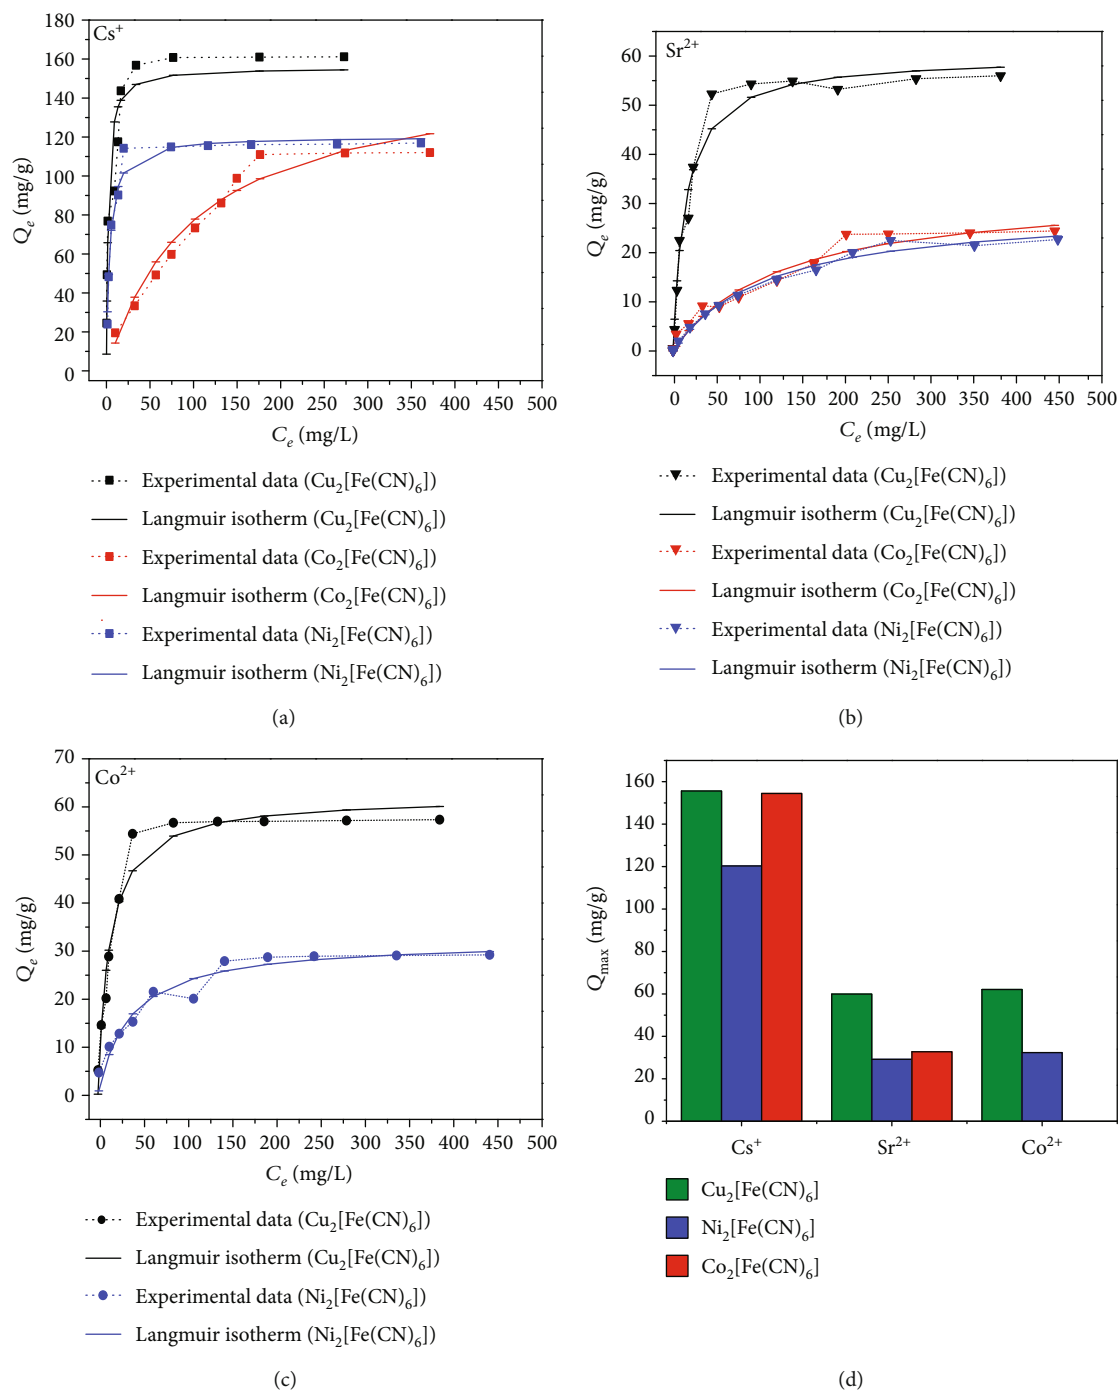 180
160
140
120
100
80
60
40
20
0
Q_e (mg/g)
Cs⁺
0 50 100 150 200 250 300 350 400 450 500
C_e (mg/L)
Experimental data (Cu₂[Fe(CN)₆])
Langmuir isotherm (Cu₂[Fe(CN)₆])
Experimental data (Co₂[Fe(CN)₆])
Langmuir isotherm (Co₂[Fe(CN)₆])
Experimental data (Ni₂[Fe(CN)₆])
Langmuir isotherm (Ni₂[Fe(CN)₆])
(a)
60
50
40
30
20
10
0
Q_e (mg/g)
Sr²⁺
0 50 100 150 200 250 300 350 400 450 500
C_e (mg/L)
Experimental data (Cu₂[Fe(CN)₆])
Langmuir isotherm (Cu₂[Fe(CN)₆])
Experimental data (Co₂[Fe(CN)₆])
Langmuir isotherm (Co₂[Fe(CN)₆])
Experimental data (Ni₂[Fe(CN)₆])
Langmuir isotherm (Ni₂[Fe(CN)₆])
(b)
70
60
50
40
30
20
10
0
Q_e (mg/g)
Co²⁺
0 50 100 150 200 250 300 350 400 450 500
C_e (mg/L)
Experimental data (Cu₂[Fe(CN)₆])
Langmuir isotherm (Cu₂[Fe(CN)₆])
Experimental data (Ni₂[Fe(CN)₆])
Langmuir isotherm (Ni₂[Fe(CN)₆])
(c)
160
140
120
100
80
60
40
20
0
Q_max (mg/g)
Cs⁺ Sr²⁺ Co²⁺
Cu₂[Fe(CN)₆]
Ni₂[Fe(CN)₆]
Co₂[Fe(CN)₆]
(d)